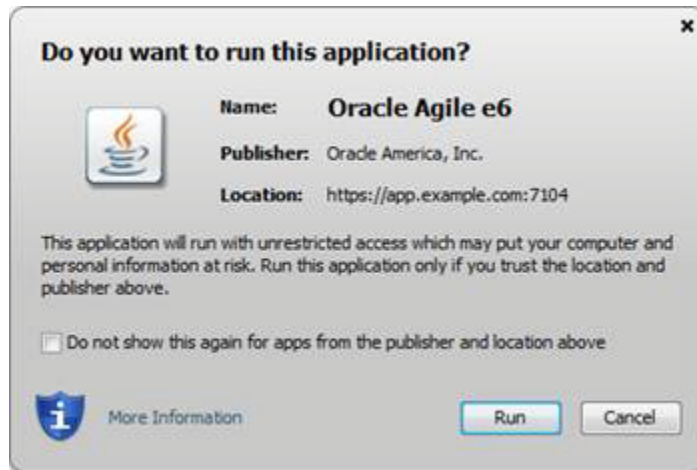 Do you want to run this application?
Name: Oracle Agile e6
Publisher: Oracle America, Inc.
Location: https://app.example.com:7104
This application will run with unrestricted access which may put your computer and
personal information at risk. Run this application only if you trust the location and
publisher above.
Do not show this again for apps from the publisher and location above
More Information
Run
Cancel